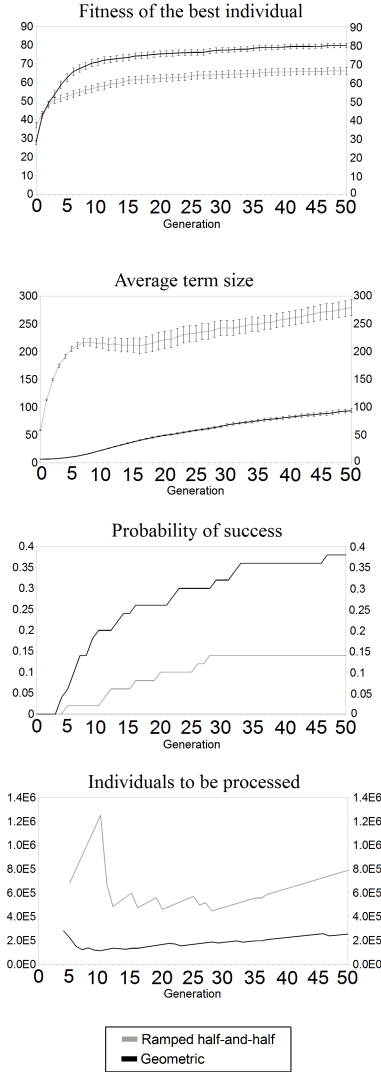 Fitness of the best individual
90 90
80 80
70 70
60 60
50 50
40 40
30 30
20 20
10 10
0 0
0 5 10 15 20 25 30 35 40 45 50
Generation
Average term size
300 300
250 250
200 200
150 150
100 100
50 50
0 0
0 5 10 15 20 25 30 35 40 45 50
Generation
Probability of success
0.4 0.4
0.35 0.35
0.3 0.3
0.25 0.25
0.2 0.2
0.15 0.15
0.1 0.1
0.05 0.05
0 0
0 5 10 15 20 25 30 35 40 45 50
Generation
Individuals to be processed
1.4E6 1.4E6
1.2E6 1.2E6
1.0E6 1.0E6
8.0E5 8.0E5
6.0E5 6.0E5
4.0E5 4.0E5
2.0E5 2.0E5
0.0E0 0.0E0
0 5 10 15 20 25 30 35 40 45 50
Generation
Ramped half-and-half
Geometric